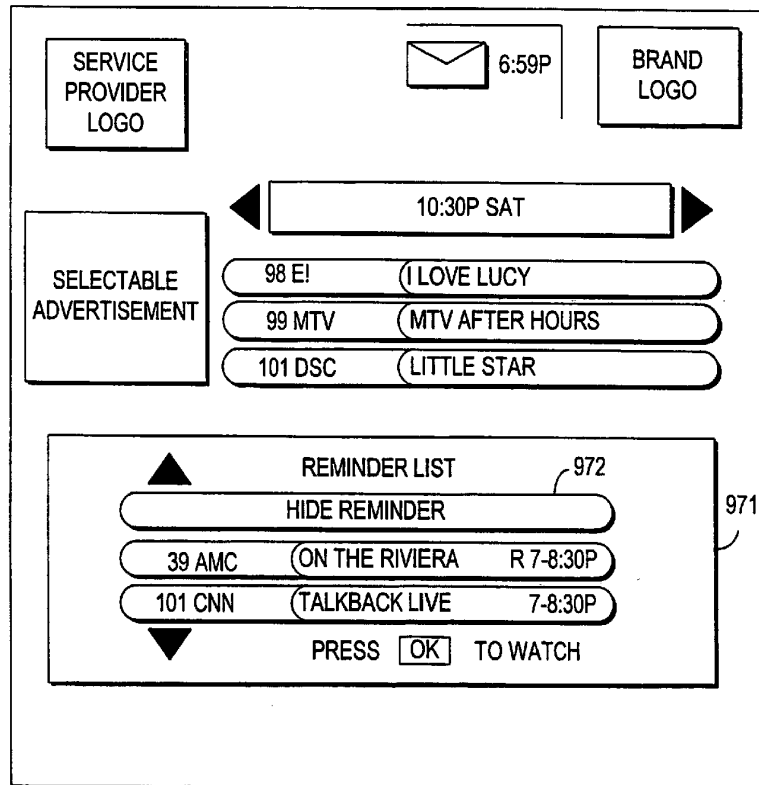 SERVICE
PROVIDER
LOGO
6:59P
BRAND
LOGO
10:30P SAT
SELECTABLE
ADVERTISEMENT
98 E! I LOVE LUCY
99 MTV MTV AFTER HOURS
101 DSC LITTLE STAR
REMINDER LIST
972
HIDE REMINDER
971
39 AMC ON THE RIVIERA R 7-8:30P
101 CNN TALKBACK LIVE 7-8:30P
PRESS OK TO WATCH